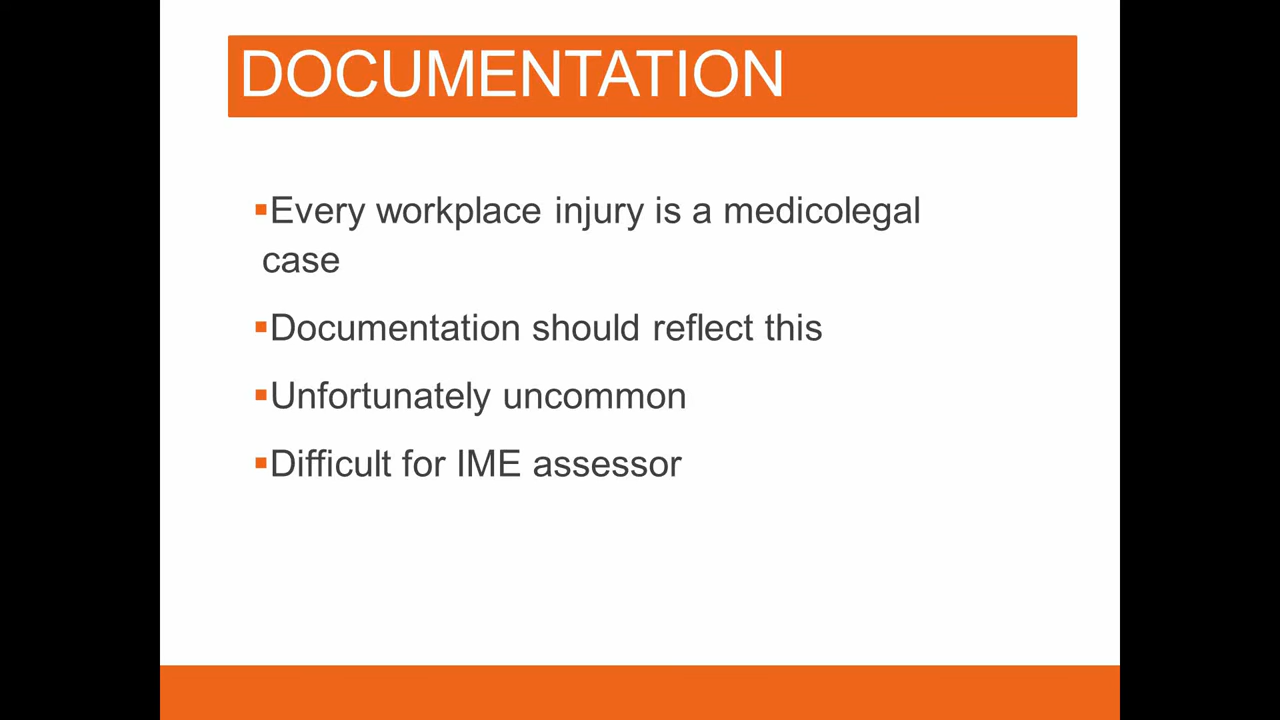 DOCUMENTATION
▪Every workplace injury is a medicolegal
case
▪Documentation should reflect this
▪Unfortunately uncommon
▪Difficult for IME assessor